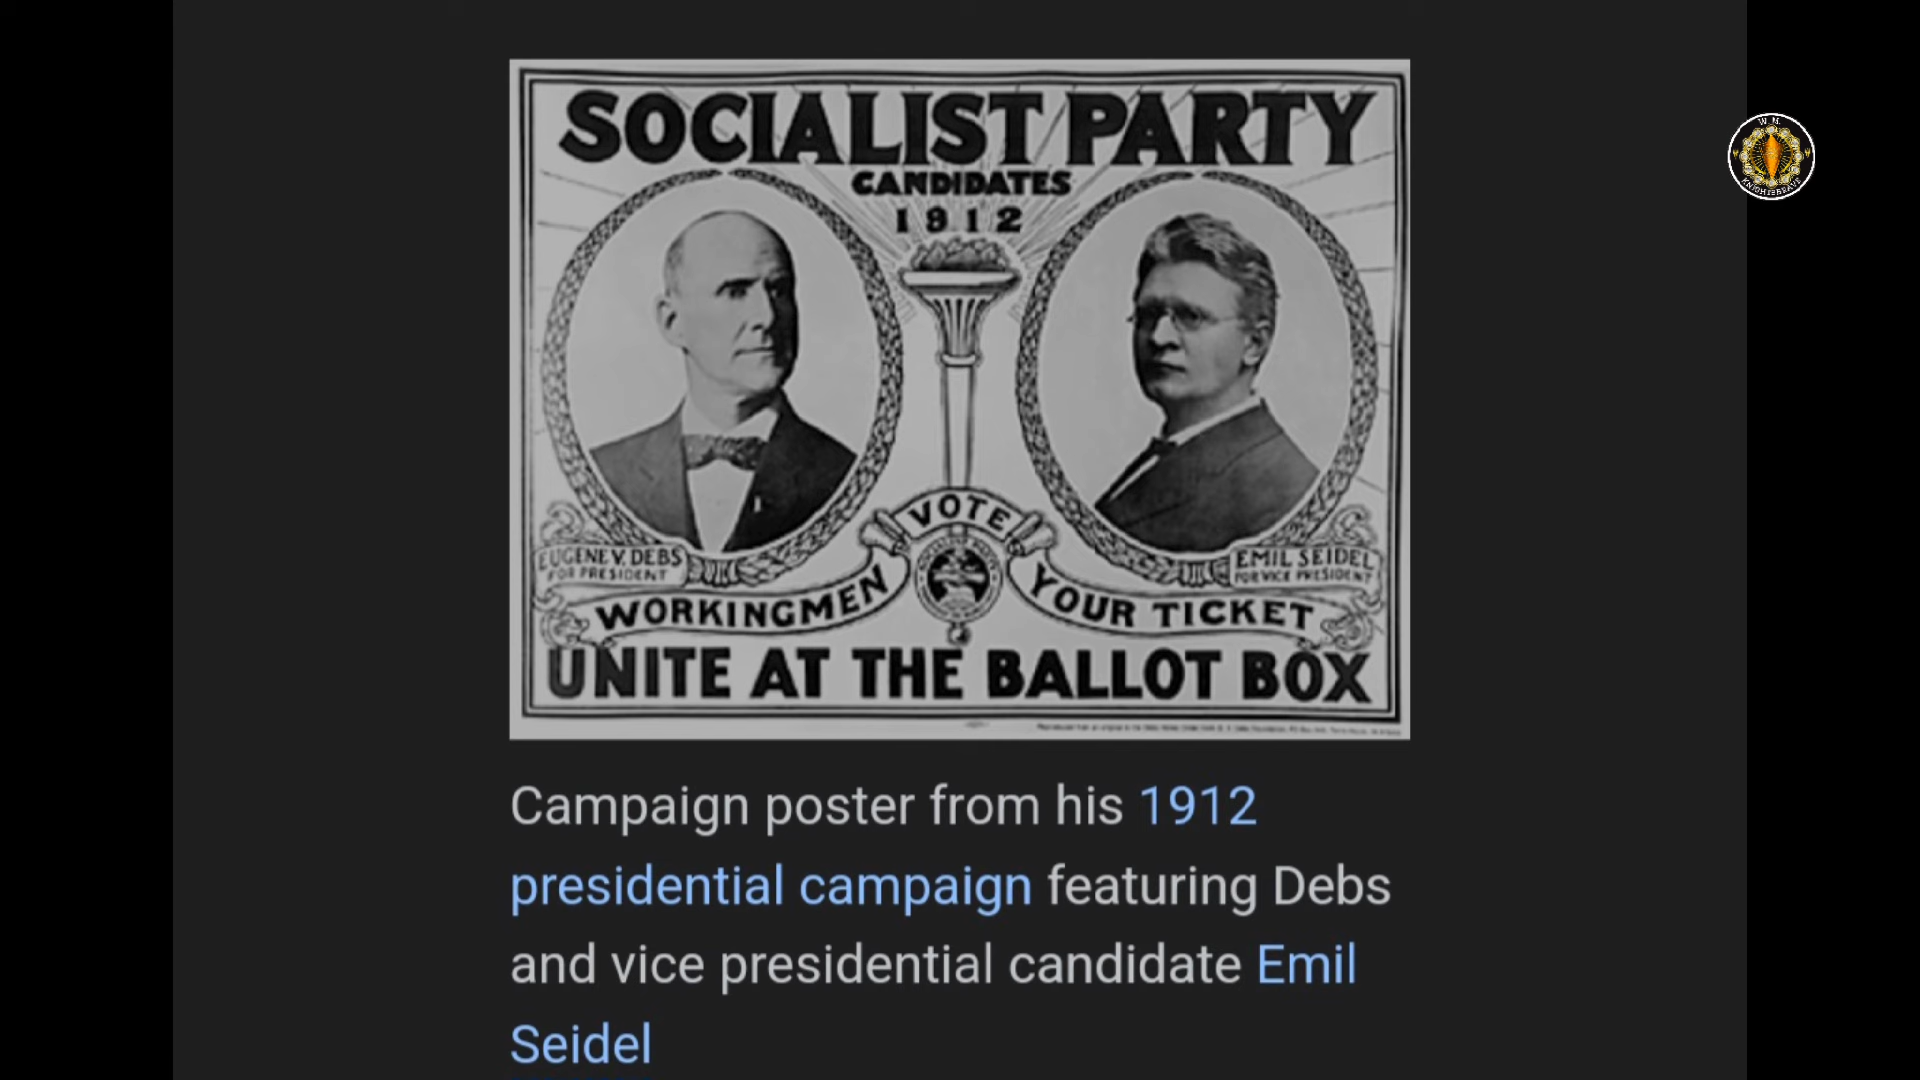 SOCIALIST PARTY
CANDIDATES
1912
EUGENE V. DEBS
FOR PRESIDENT
EMIL SEIDEL
FOR VICE PRESIDENT
VOTE
WORKINGMEN
YOUR TICKET
UNITE AT THE BALLOT BOX
Campaign poster from his 1912
presidential campaign featuring Debs
and vice presidential candidate Emil
Seidel
W. M.